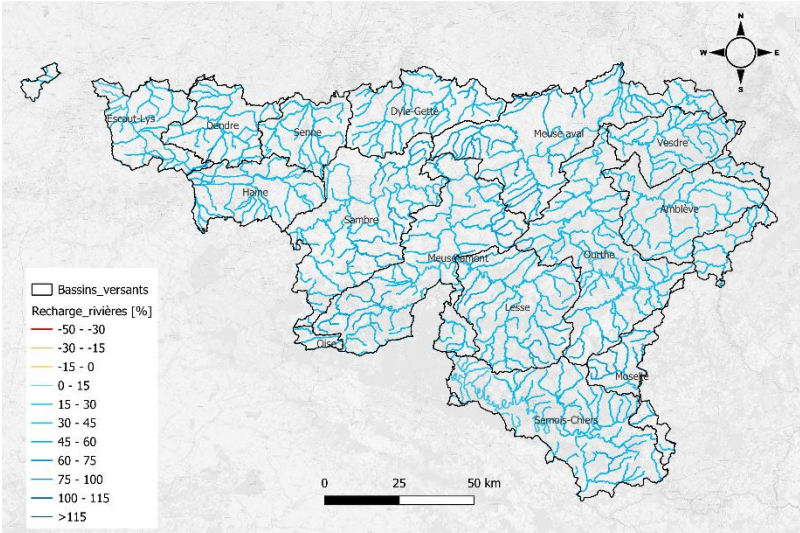 N
W
E
S
Escaut-Lys
Dendre
Senne
Dyle-Gette
Meuse aval
Vesdre
Haine
Sambre
Amblève
Meuse amont
Ourthe
Lesse
Oise
Moselle
Semois-Chiers
Bassins_versants
Recharge_rivières [%]
-50 - -30
-30 - -15
-15 - 0
0 - 15
15 - 30
30 - 45
45 - 60
60 - 75
75 - 100
100 - 115
>115
0 25 50 km